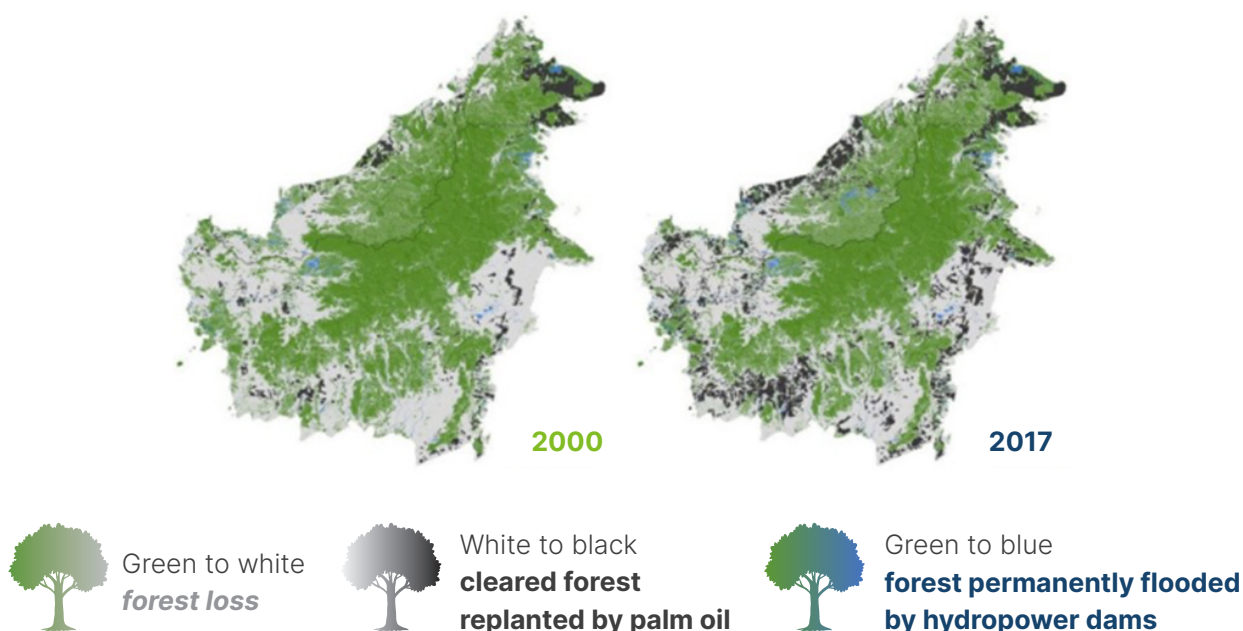 2000
2017
Green to white
forest loss
White to black
cleared forest
replanted by palm oil
Green to blue
forest permanently flooded
by hydropower dams